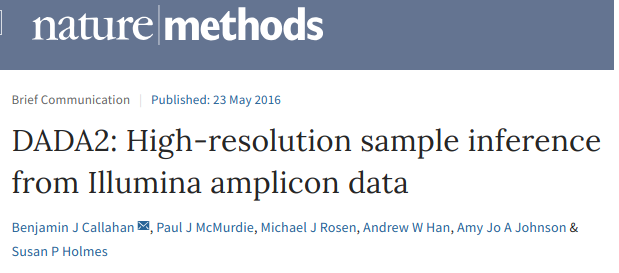 nature methods
Brief Communication | Published: 23 May 2016
DADA2: High-resolution sample inference
from Illumina amplicon data
Benjamin J Callahan, Paul J McMurdie, Michael J Rosen, Andrew W Han, Amy Jo A Johnson &
Susan P Holmes